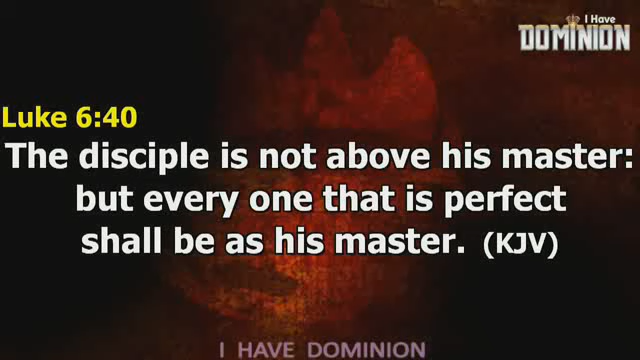 I Have
DOMINION
Luke 6:40
The disciple is not above his master:
but every one that is perfect
shall be as his master. (KJV)
I HAVE DOMINION